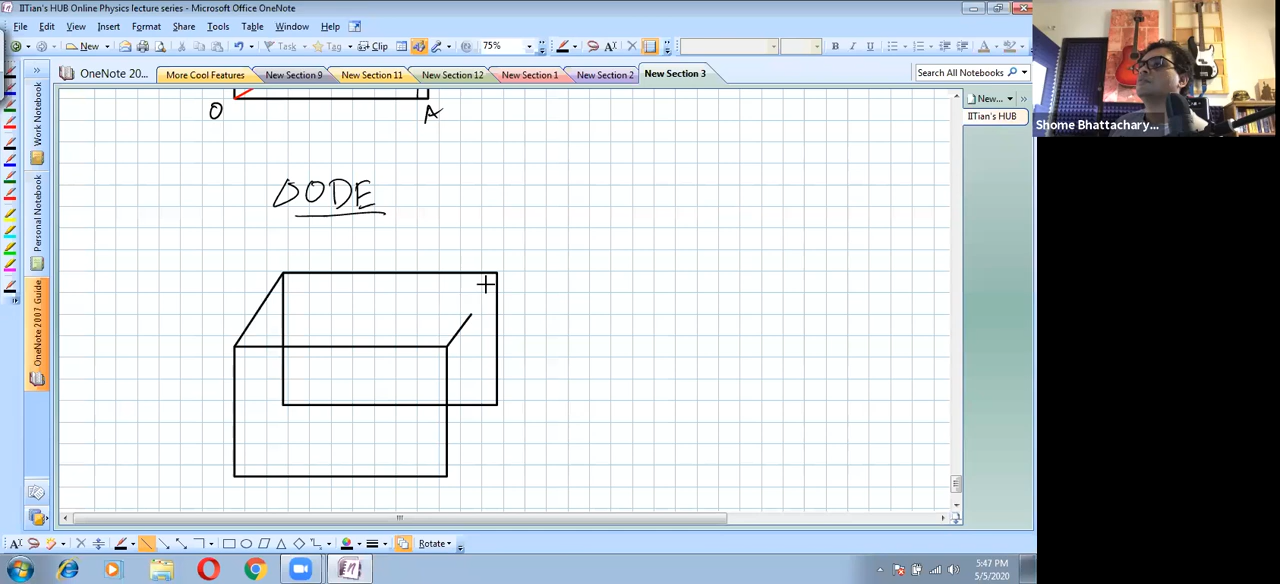 IITian's HUB Online Physics lecture series - Microsoft Office OneNote
File Edit View Insert Format Share Tools Table Window Help
New Task Tag Clip 75%
OneNote 20... More Cool Features New Section 9 New Section 11 New Section 12 New Section 1 New Section 2 New Section 3 Search All Notebooks
New...
IITian's HUB
Work Notebook
Personal Notebook
OneNote 2007 Guide
Shome Bhattachary...
O A
ΔODE
Rotate
5:47 PM
5/5/2020